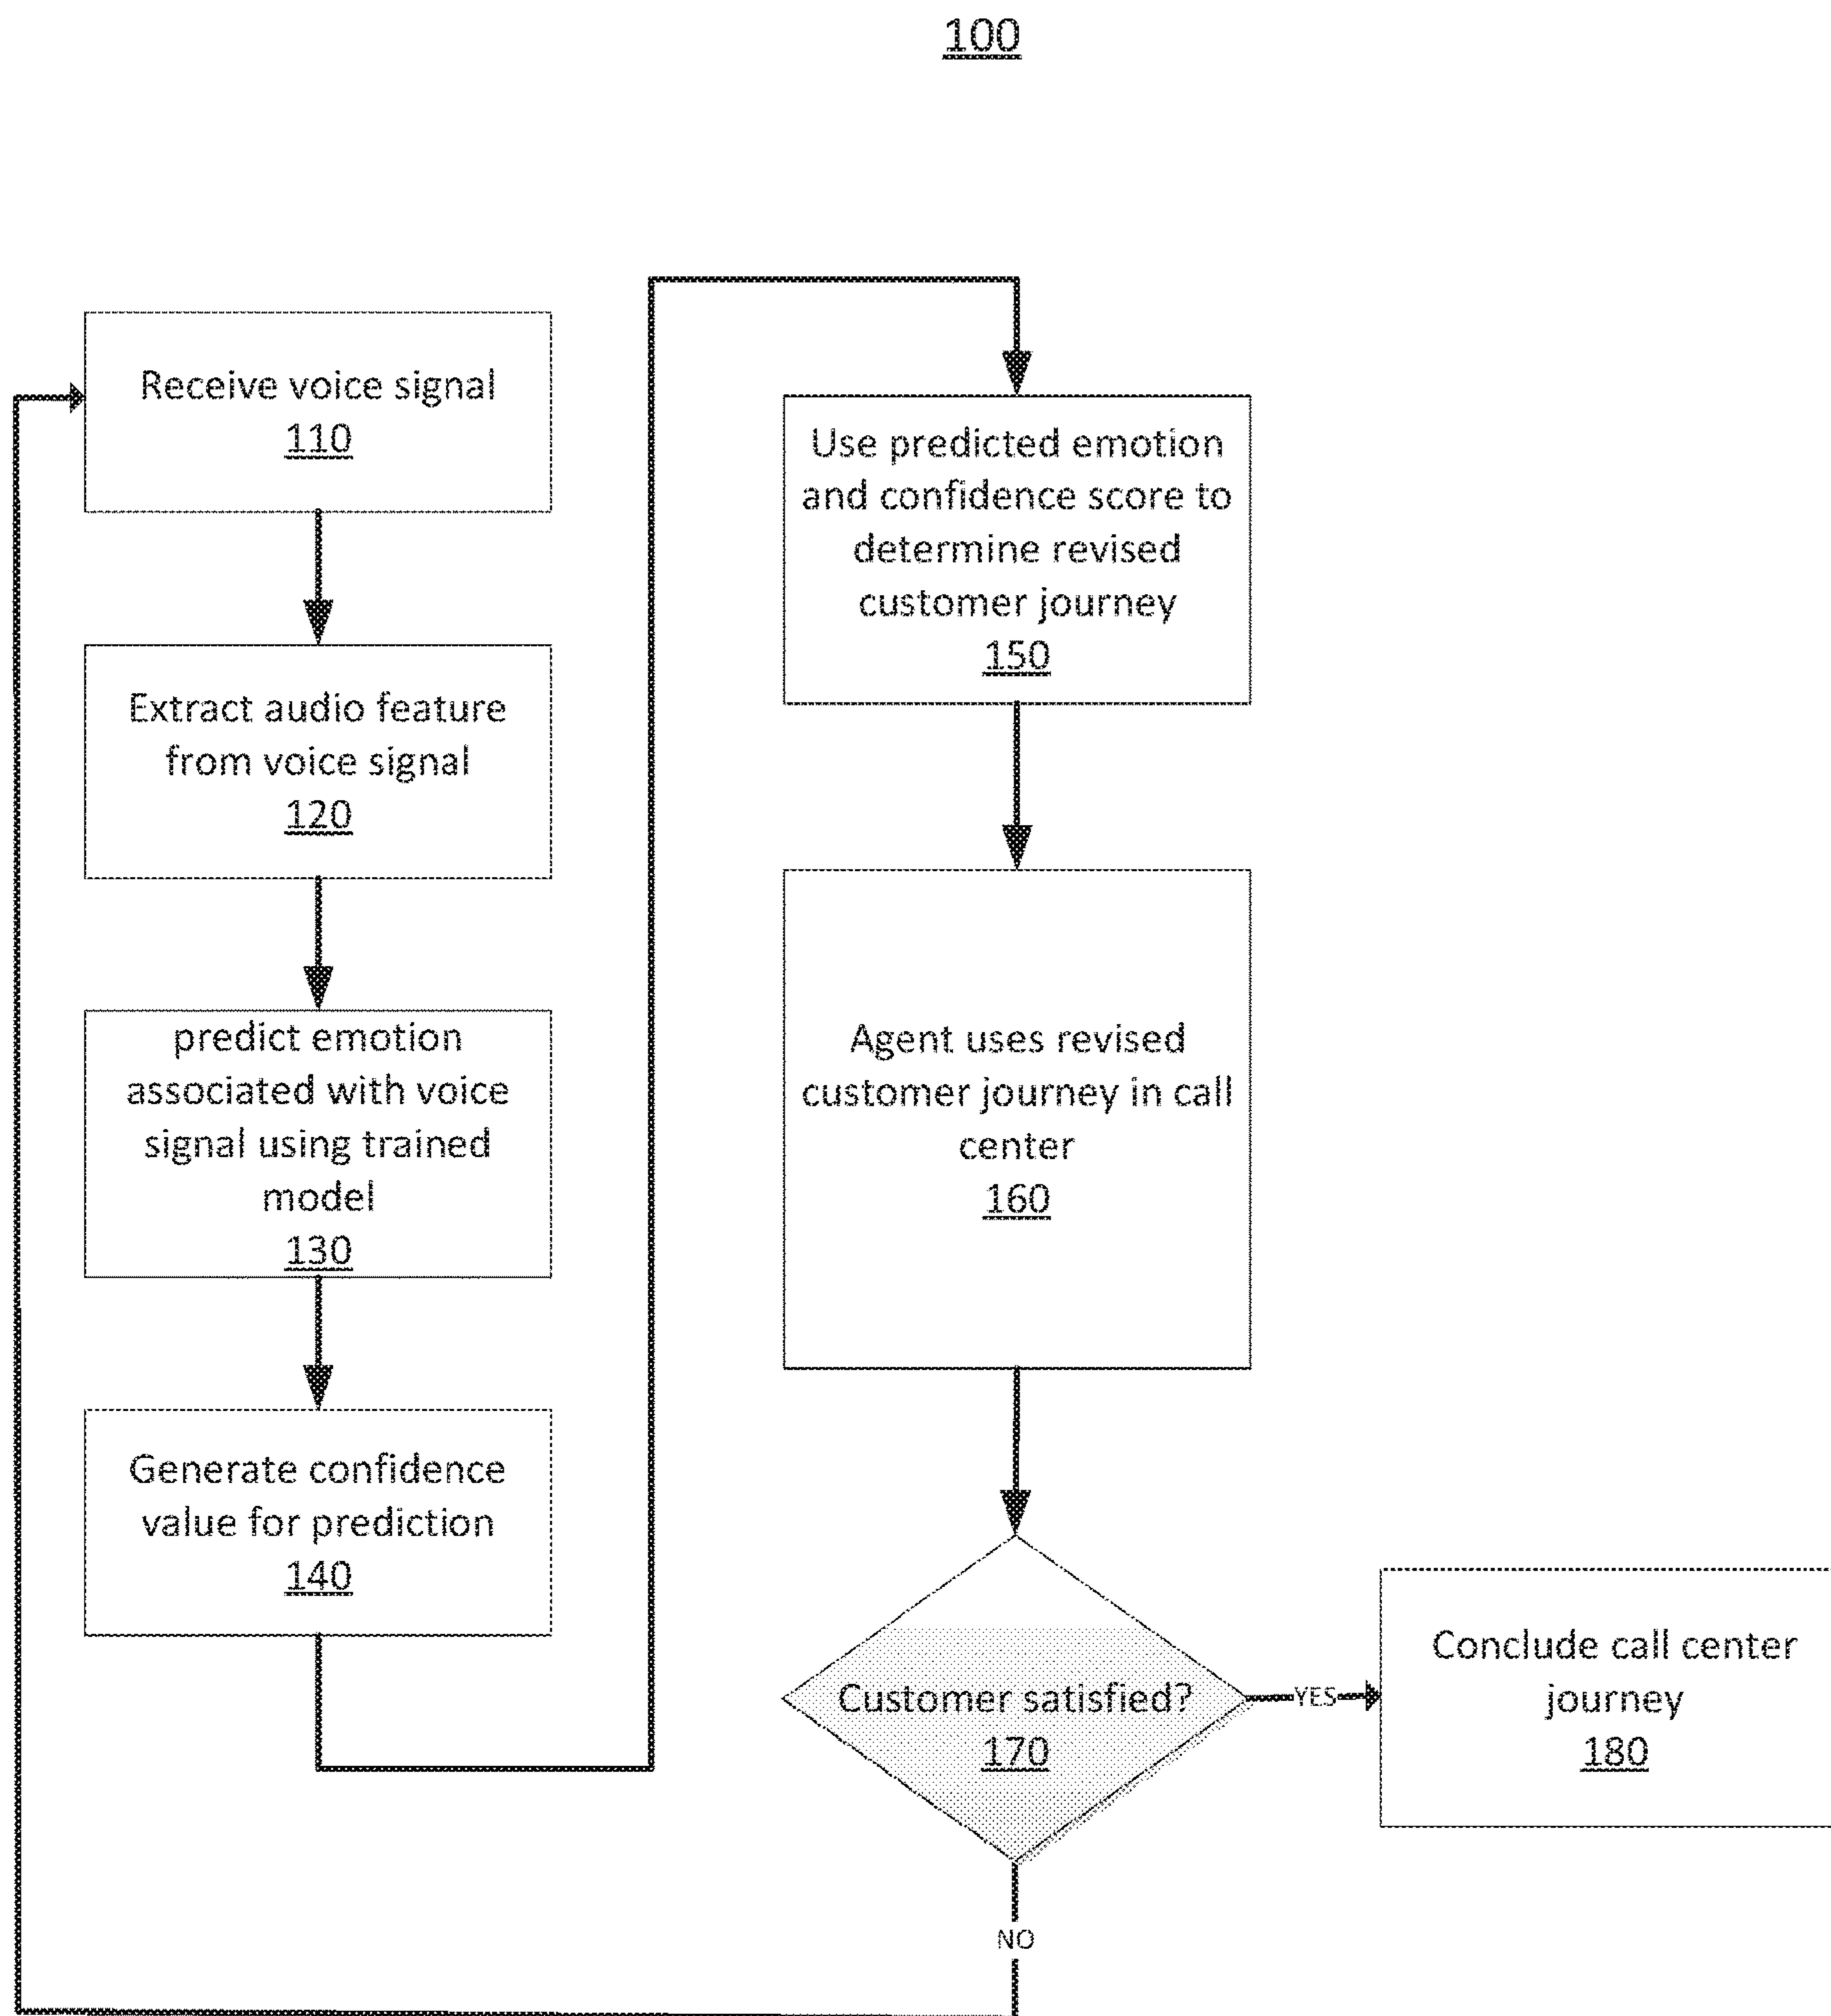 100
Receive voice signal
110
Extract audio feature
from voice signal
120
predict emotion
associated with voice
signal using trained
model
130
Generate confidence
value for prediction
140
Use predicted emotion
and confidence score to
determine revised
customer journey
150
Agent uses revised
customer journey in call
center
160
Customer satisfied?
170
YES
NO
Conclude call center
journey
180